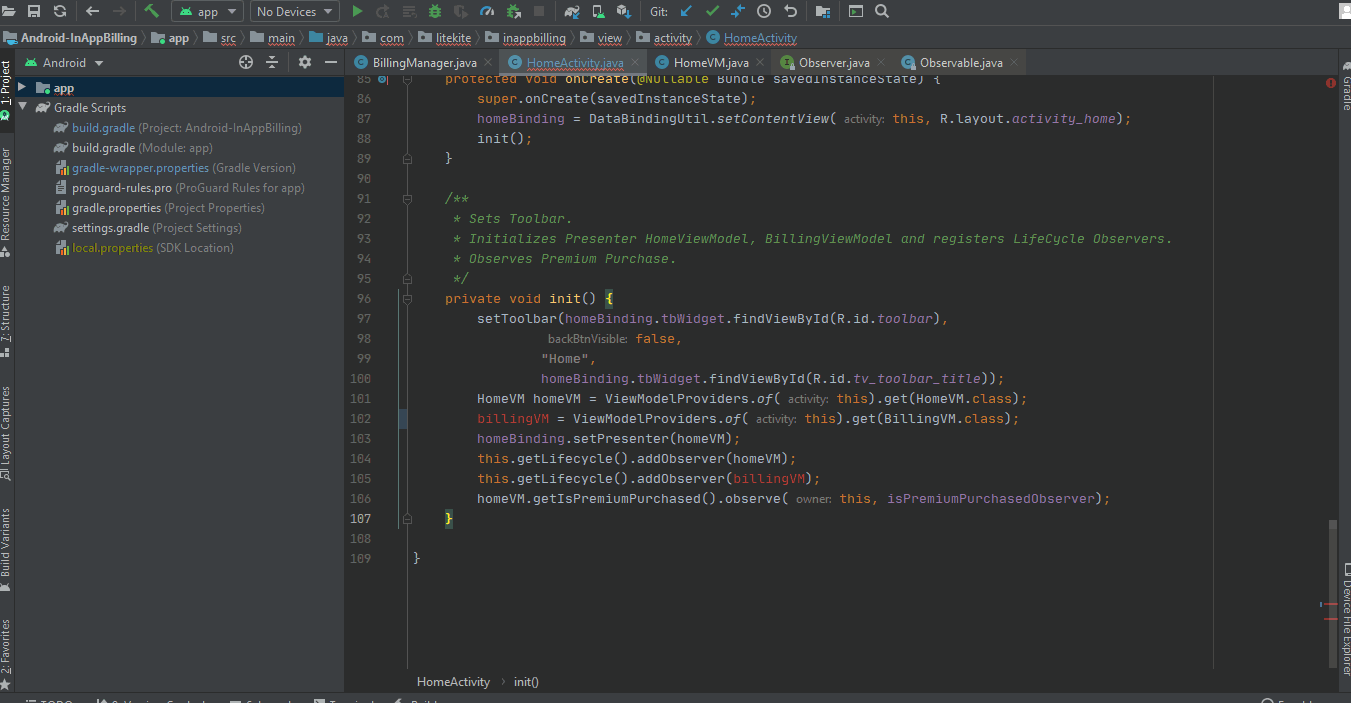 app No Devices Git:
Android-InAppBilling app src main java com litekite inappbilling view activity HomeActivity
Android BillingManager.java HomeActivity.java HomeVM.java Observer.java Observable.java
1: Project
Resource Manager
7: Structure
Layout Captures
Build Variants
2: Favorites
app
Gradle Scripts
build.gradle (Project: Android-InAppBilling)
build.gradle (Module: app)
gradle-wrapper.properties (Gradle Version)
proguard-rules.pro (ProGuard Rules for app)
gradle.properties (Project Properties)
settings.gradle (Project Settings)
local.properties (SDK Location)
85 protected void onCreate(@Nullable Bundle savedInstanceState) {
86 super.onCreate(savedInstanceState);
87 homeBinding = DataBindingUtil.setContentView( activity: this, R.layout.activity_home);
88 init();
89 }
90
91 /**
92 * Sets Toolbar.
93 * Initializes Presenter HomeViewModel, BillingViewModel and registers LifeCycle Observers.
94 * Observes Premium Purchase.
95 */
96 private void init() {
97 setToolbar(homeBinding.tbWidget.findViewById(R.id.toolbar),
98 backBtnVisible: false,
99 "Home",
100 homeBinding.tbWidget.findViewById(R.id.tv_toolbar_title));
101 HomeVM homeVM = ViewModelProviders.of( activity: this).get(HomeVM.class);
102 billingVM = ViewModelProviders.of( activity: this).get(BillingVM.class);
103 homeBinding.setPresenter(homeVM);
104 this.getLifecycle().addObserver(homeVM);
105 this.getLifecycle().addObserver(billingVM);
106 homeVM.getIsPremiumPurchased().observe( owner: this, isPremiumPurchasedObserver);
107 }
108
109 }
HomeActivity init()
Gradle
Device File Explorer